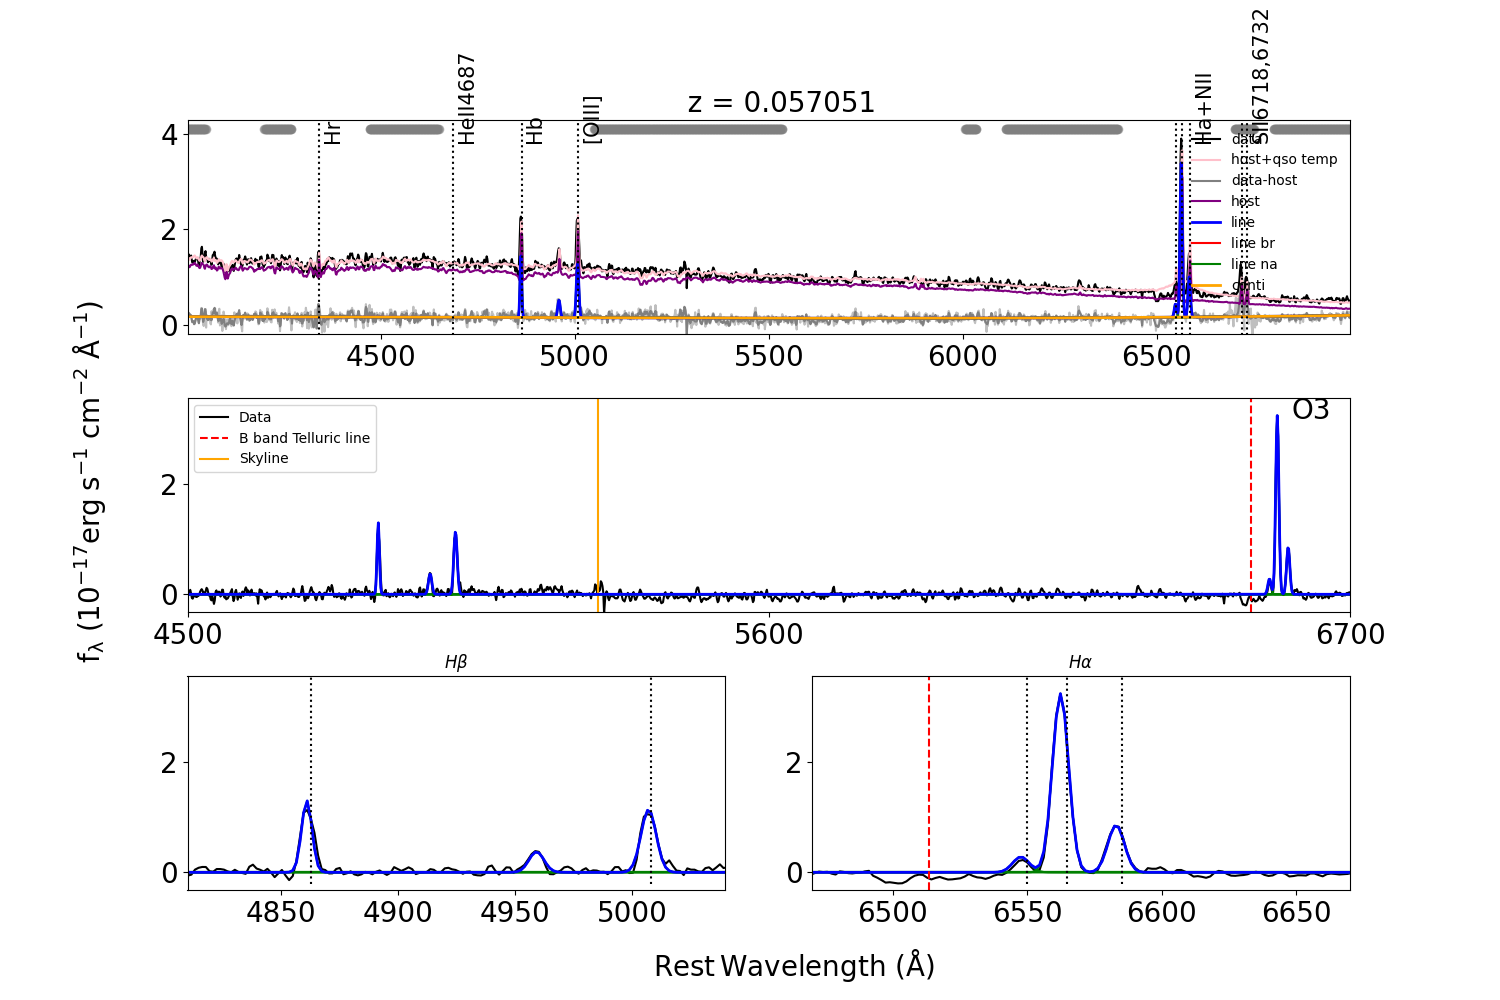 z = 0.057051
Hr
HeII4687
Hb
[OIII]
Ha+NII
SII6718,6732
4
2
0
data
host+qso temp
data-host
host
line
line br
line na
conti
4500 5000 5500 6000 6500
fλ (10⁻¹⁷erg s⁻¹ cm⁻² Å⁻¹)
Data
B band Telluric line
Skyline
O3
2
0
4500 5600 6700
Hβ
2
0
4850 4900 4950 5000
Hα
2
0
6500 6550 6600 6650
Rest Wavelength (Å)